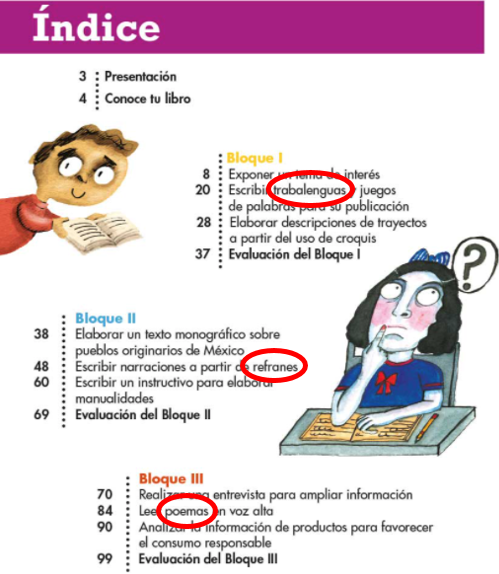 Índice
3 Presentación
4 Conoce tu libro
Bloque I
8 Exponer un tema de interés
20 Escribir trabalenguas y juegos
de palabras para su publicación
28 Elaborar descripciones de trayectos
a partir del uso de croquis
37 Evaluación del Bloque I
?
Bloque II
38 Elaborar un texto monográfico sobre
pueblos originarios de México
48 Escribir narraciones a partir de refranes
60 Escribir un instructivo para elaborar
manualidades
69 Evaluación del Bloque II
Bloque III
70 Realizar una entrevista para ampliar información
84 Leer poemas en voz alta
90 Analizar la información de productos para favorecer
el consumo responsable
99 Evaluación del Bloque III